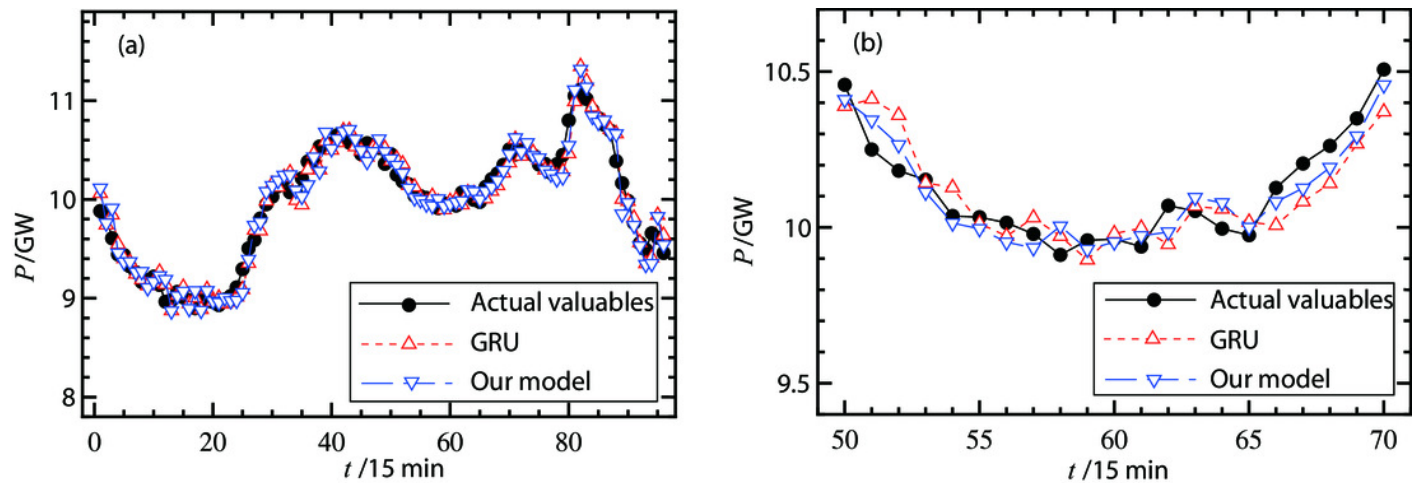 (a)
P/GW
11
10
9
8
0 20 40 60 80
t /15 min
Actual valuables
GRU
Our model
(b)
P/GW
10.5
10.0
9.5
50 55 60 65 70
t /15 min
Actual valuables
GRU
Our model